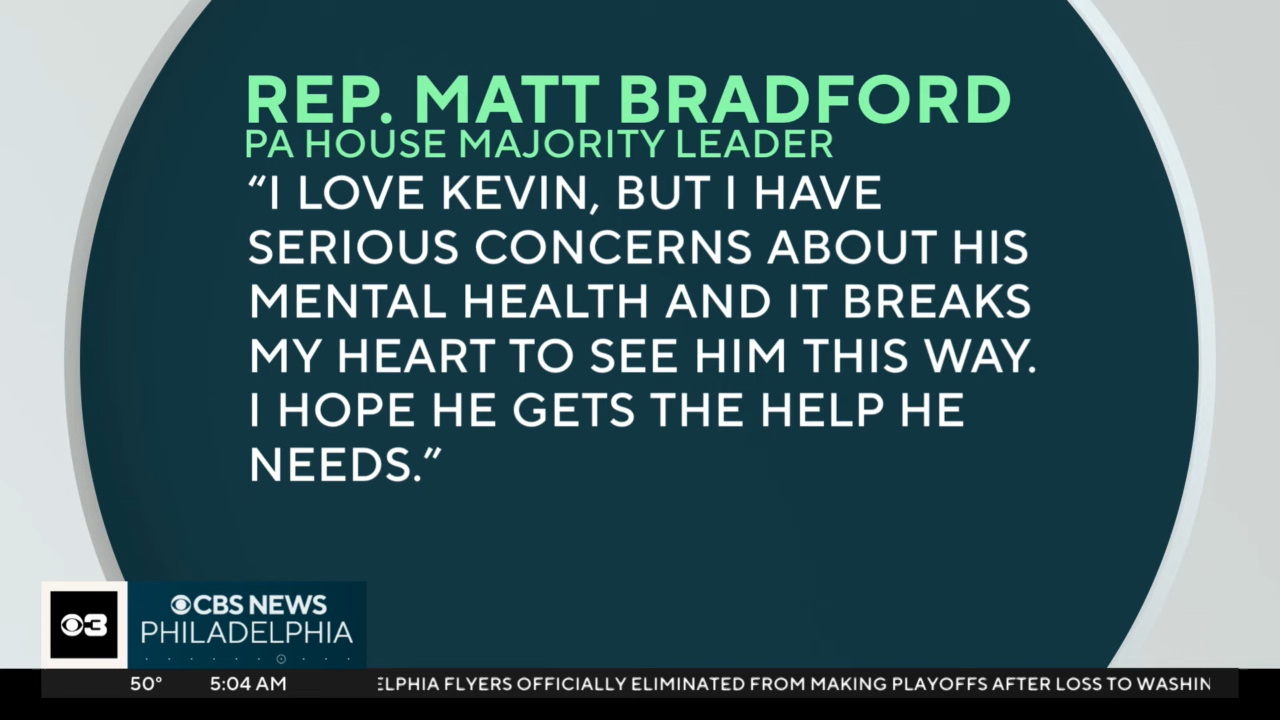 REP. MATT BRADFORD
PA HOUSE MAJORITY LEADER
“I LOVE KEVIN, BUT I HAVE
SERIOUS CONCERNS ABOUT HIS
MENTAL HEALTH AND IT BREAKS
MY HEART TO SEE HIM THIS WAY.
I HOPE HE GETS THE HELP HE
NEEDS.”
3
CBS NEWS
PHILADELPHIA
50° 5:04 AM ELPHIA FLYERS OFFICIALLY ELIMINATED FROM MAKING PLAYOFFS AFTER LOSS TO WASHIN